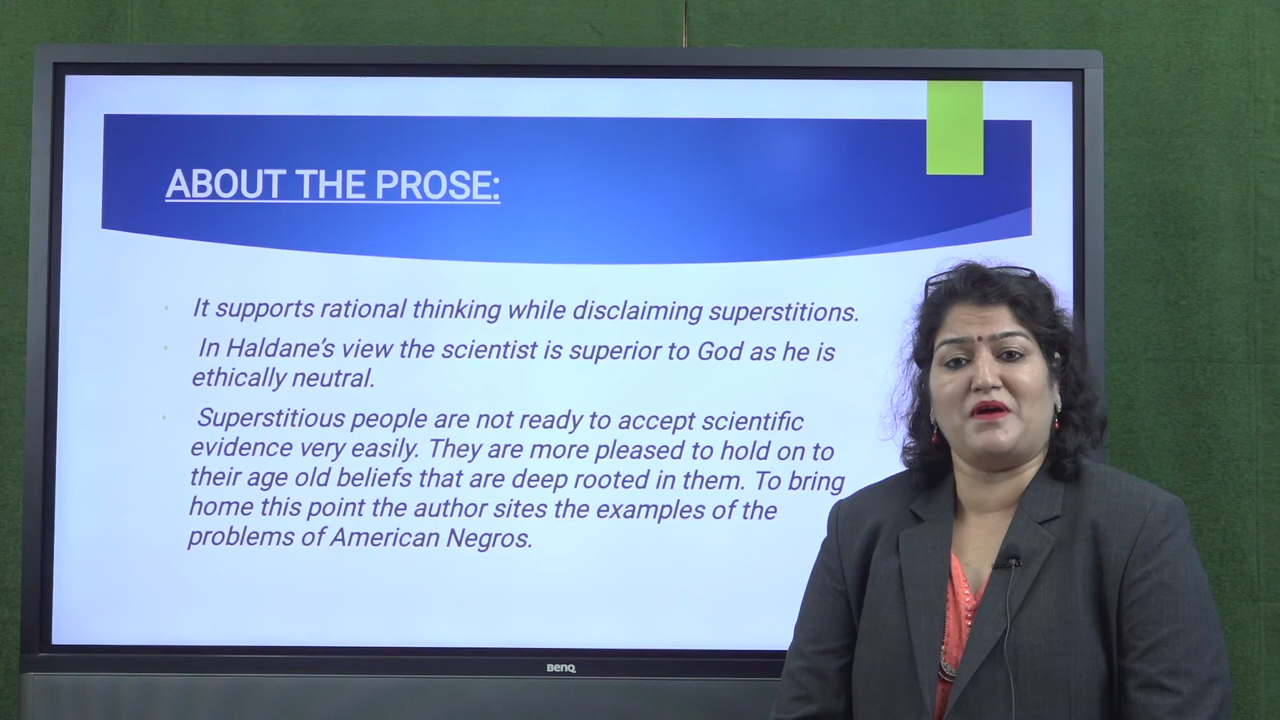 ABOUT THE PROSE:
It supports rational thinking while disclaiming superstitions.
In Haldane's view the scientist is superior to God as he is
ethically neutral.
Superstitious people are not ready to accept scientific
evidence very easily. They are more pleased to hold on to
their age old beliefs that are deep rooted in them. To bring
home this point the author sites the examples of the
problems of American Negros.
BenQ